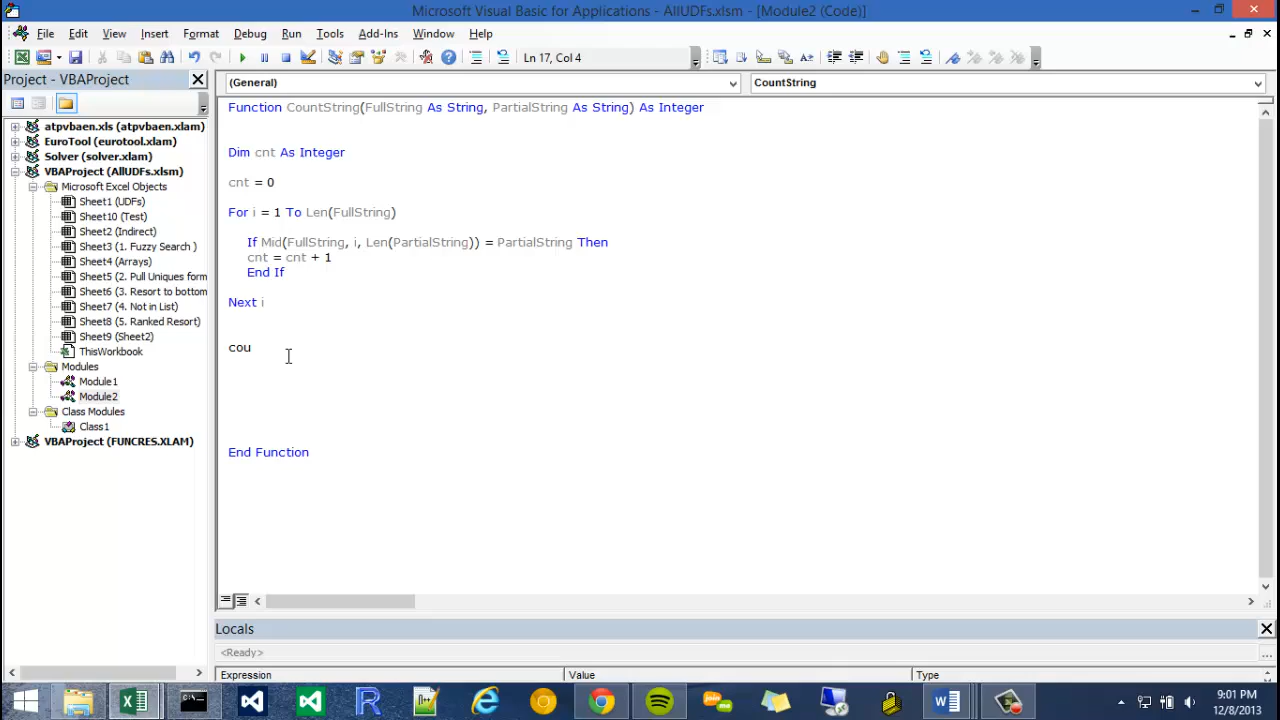 Microsoft Visual Basic for Applications - AllUDFs.xlsm - [Module2 (Code)]
File Edit View Insert Format Debug Run Tools Add-Ins Window Help
Ln 17, Col 4
Project - VBAProject
(General) CountString
atpvbaen.xls (atpvbaen.xlam)
EuroTool (eurotool.xlam)
Solver (solver.xlam)
VBAProject (AllUDFs.xlsm)
Microsoft Excel Objects
Sheet1 (UDFs)
Sheet10 (Test)
Sheet2 (Indirect)
Sheet3 (1. Fuzzy Search )
Sheet4 (Arrays)
Sheet5 (2. Pull Uniques form
Sheet6 (3. Resort to bottom
Sheet7 (4. Not in List)
Sheet8 (5. Ranked Resort)
Sheet9 (Sheet2)
ThisWorkbook
Modules
Module1
Module2
Class Modules
Class1
VBAProject (FUNCRES.XLAM)
Function CountString(FullString As String, PartialString As String) As Integer
Dim cnt As Integer
cnt = 0
For i = 1 To Len(FullString)
If Mid(FullString, i, Len(PartialString)) = PartialString Then
cnt = cnt + 1
End If
Next i
cou
End Function
Locals
<Ready>
Expression Value Type
9:01 PM
12/8/2013